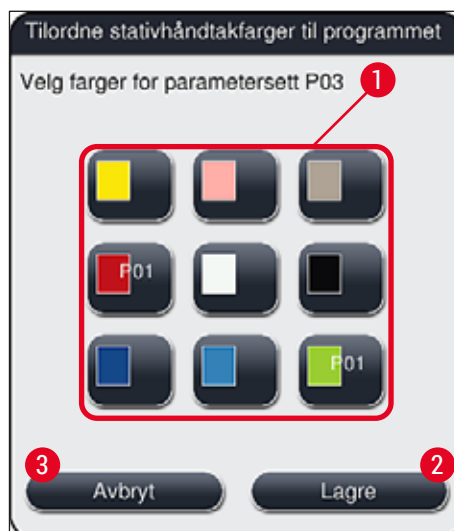 Tilordne stativhåndtakfarger til programmet
Velg farger for parametersett P03
1
P01
P01
3
2
Avbryt
Lagre